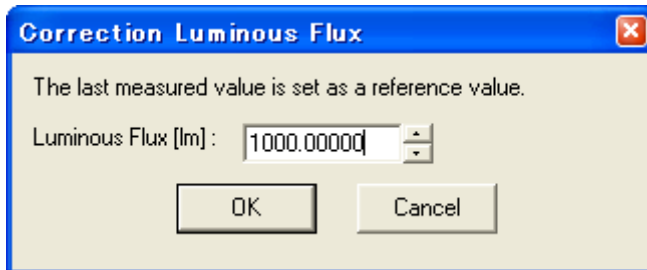 Correction Luminous Flux
The last measured value is set as a reference value.
Luminous Flux [lm] : 1000.00000
OK Cancel